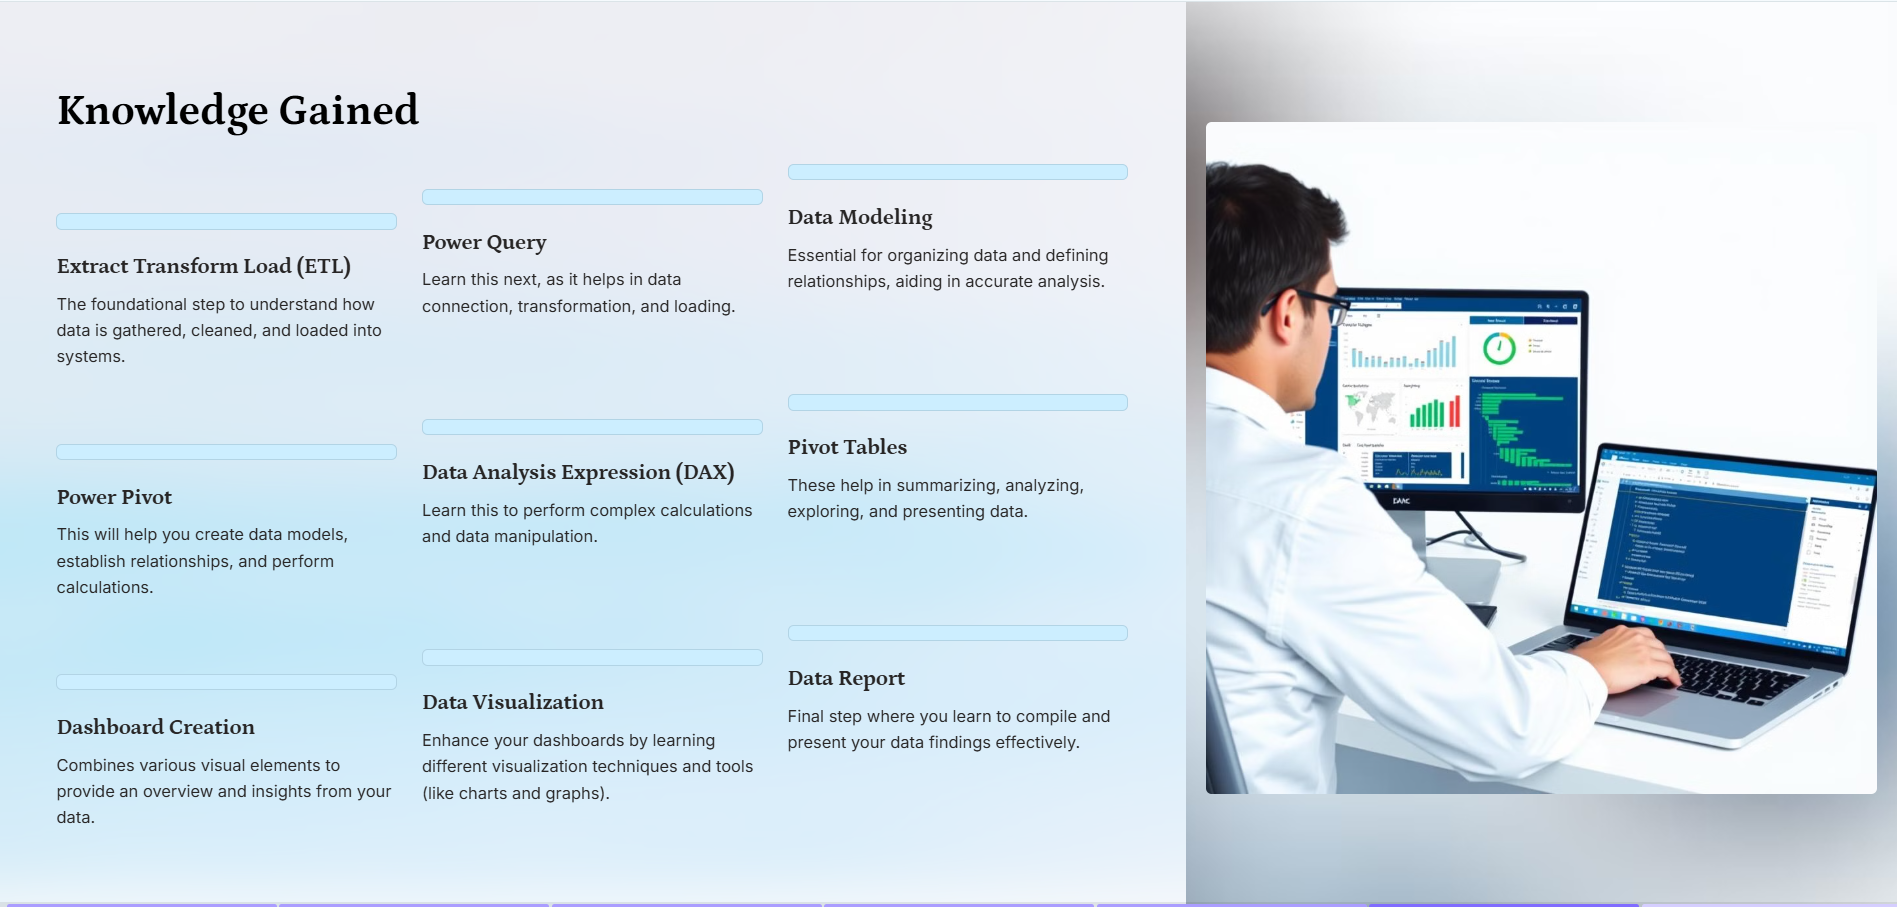 Knowledge Gained
Extract Transform Load (ETL)
The foundational step to understand how
data is gathered, cleaned, and loaded into
systems.
Power Query
Learn this next, as it helps in data
connection, transformation, and loading.
Data Modeling
Essential for organizing data and defining
relationships, aiding in accurate analysis.
Power Pivot
This will help you create data models,
establish relationships, and perform
calculations.
Data Analysis Expression (DAX)
Learn this to perform complex calculations
and data manipulation.
Pivot Tables
These help in summarizing, analyzing,
exploring, and presenting data.
Dashboard Creation
Combines various visual elements to
provide an overview and insights from your
data.
Data Visualization
Enhance your dashboards by learning
different visualization techniques and tools
(like charts and graphs).
Data Report
Final step where you learn to compile and
present your data findings effectively.